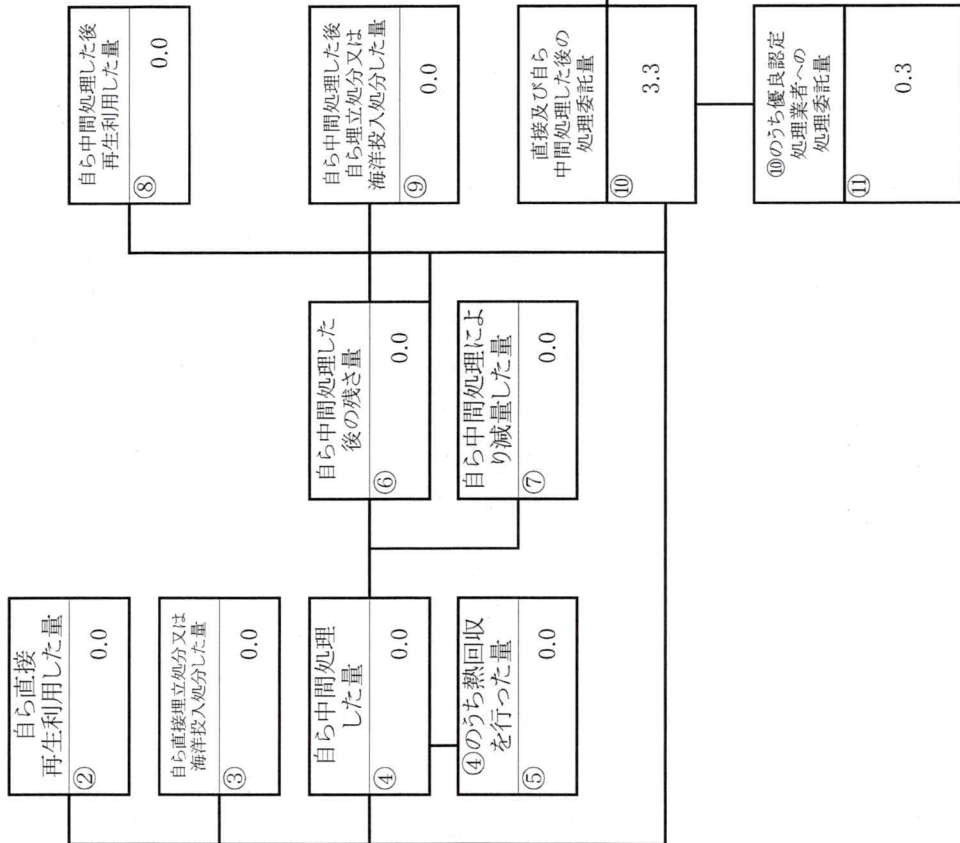 自ら直接
再生利用した量
②
0.0
自ら直接埋立処分又は
海洋投入処分した量
③
0.0
自ら中間処理
した量
④
0.0
④のうち熱回収
を行った量
⑤
0.0
自ら中間処理した
後の残さ量
⑥
0.0
自ら中間処理によ
り減量した量
⑦
0.0
自ら中間処理した後
再生利用した量
⑧
0.0
自ら中間処理した後
自ら埋立処分又は
海洋投入処分した量
⑨
0.0
直接及び自ら
中間処理した後の
処理委託量
⑩
3.3
⑩のうち優良認定
処理業者への
処理委託量
⑪
0.3